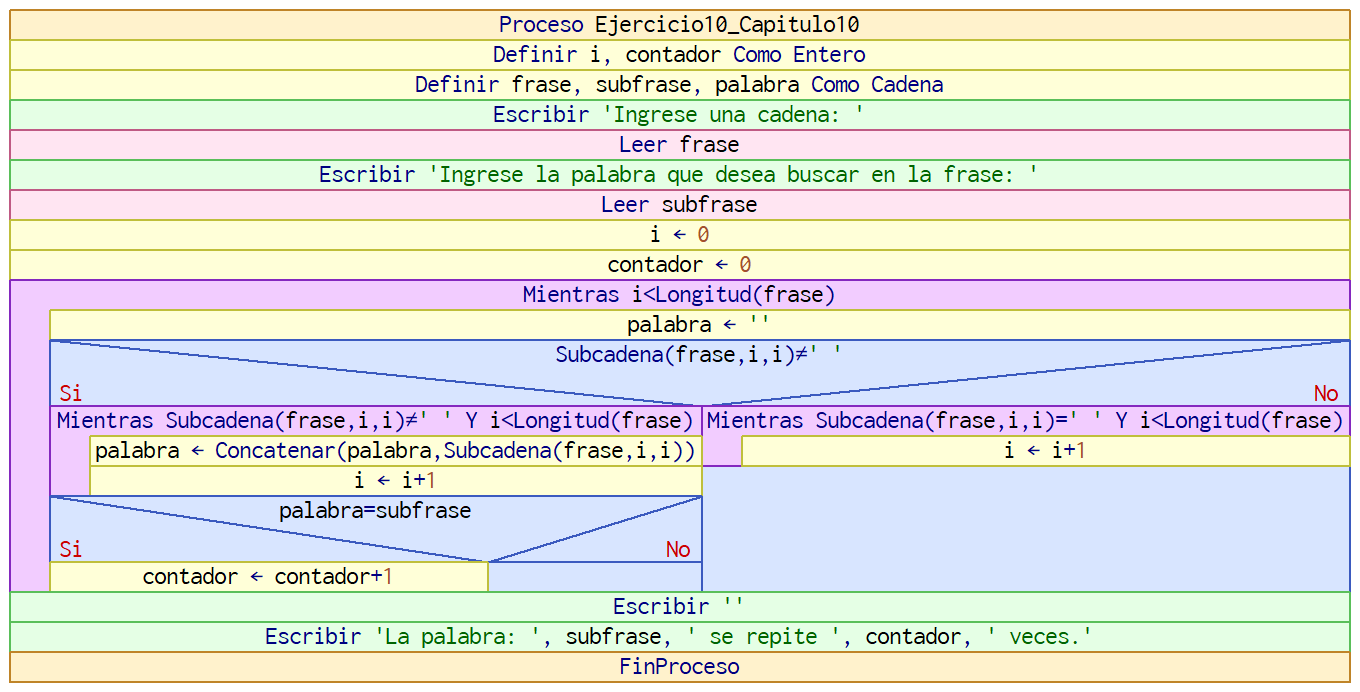 Proceso Ejercicio10_Capitulo10
Definir i, contador Como Entero
Definir frase, subfrase, palabra Como Cadena
Escribir 'Ingrese una cadena: '
Leer frase
Escribir 'Ingrese la palabra que desea buscar en la frase: '
Leer subfrase
i ← 0
contador ← 0
Mientras i<Longitud(frase)
palabra ← ''
Subcadena(frase,i,i)≠' '
Si
No
Mientras Subcadena(frase,i,i)≠' ' Y i<Longitud(frase)
palabra ← Concatenar(palabra,Subcadena(frase,i,i))
i ← i+1
palabra=subfrase
Si
No
contador ← contador+1
Mientras Subcadena(frase,i,i)=' ' Y i<Longitud(frase)
i ← i+1
Escribir ''
Escribir 'La palabra: ', subfrase, ' se repite ', contador, ' veces.'
FinProceso